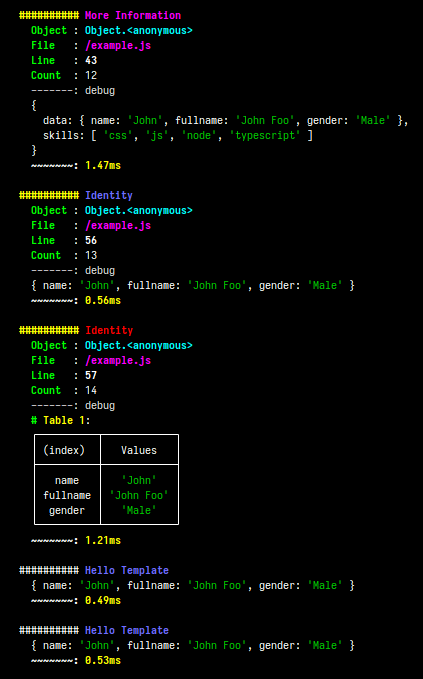 ########## More Information
Object : Object.<anonymous>
File   : /example.js
Line   : 43
Count  : 12
-------: debug
{
  data: { name: 'John', fullname: 'John Foo', gender: 'Male' },
  skills: [ 'css', 'js', 'node', 'typescript' ]
}
~~~~~~~: 1.47ms
########## Identity
Object : Object.<anonymous>
File   : /example.js
Line   : 56
Count  : 13
-------: debug
{ name: 'John', fullname: 'John Foo', gender: 'Male' }
~~~~~~~: 0.56ms
########## Identity
Object : Object.<anonymous>
File   : /example.js
Line   : 57
Count  : 14
-------: debug
# Table 1:
(index) Values
name 'John'
fullname 'John Foo'
gender 'Male'
~~~~~~~: 1.21ms
########## Hello Template
{ name: 'John', fullname: 'John Foo', gender: 'Male' }
~~~~~~~: 0.49ms
########## Hello Template
{ name: 'John', fullname: 'John Foo', gender: 'Male' }
~~~~~~~: 0.53ms